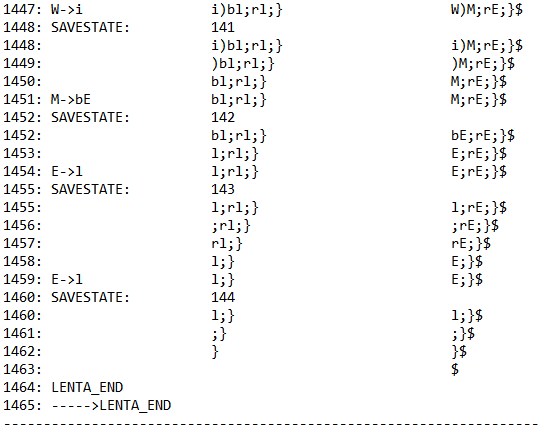 1447: W->i i)bl;rl;} W)M;rE;}$
1448: SAVESTATE: 141
1448: i)bl;rl;} i)M;rE;}$
1449: )bl;rl;} )M;rE;}$
1450: bl;rl;} M;rE;}$
1451: M->bE bl;rl;} M;rE;}$
1452: SAVESTATE: 142
1452: bl;rl;} bE;rE;}$
1453: l;rl;} E;rE;}$
1454: E->l l;rl;} E;rE;}$
1455: SAVESTATE: 143
1455: l;rl;} l;rE;}$
1456: ;rl;} ;rE;}$
1457: rl;} rE;}$
1458: l;} E;}$
1459: E->l l;} E;}$
1460: SAVESTATE: 144
1460: l;} l;}$
1461: ;} ;}$
1462: } }$
1463: $
1464: LENTA_END
1465: ----->LENTA_END
------------------------------------------------------------------------